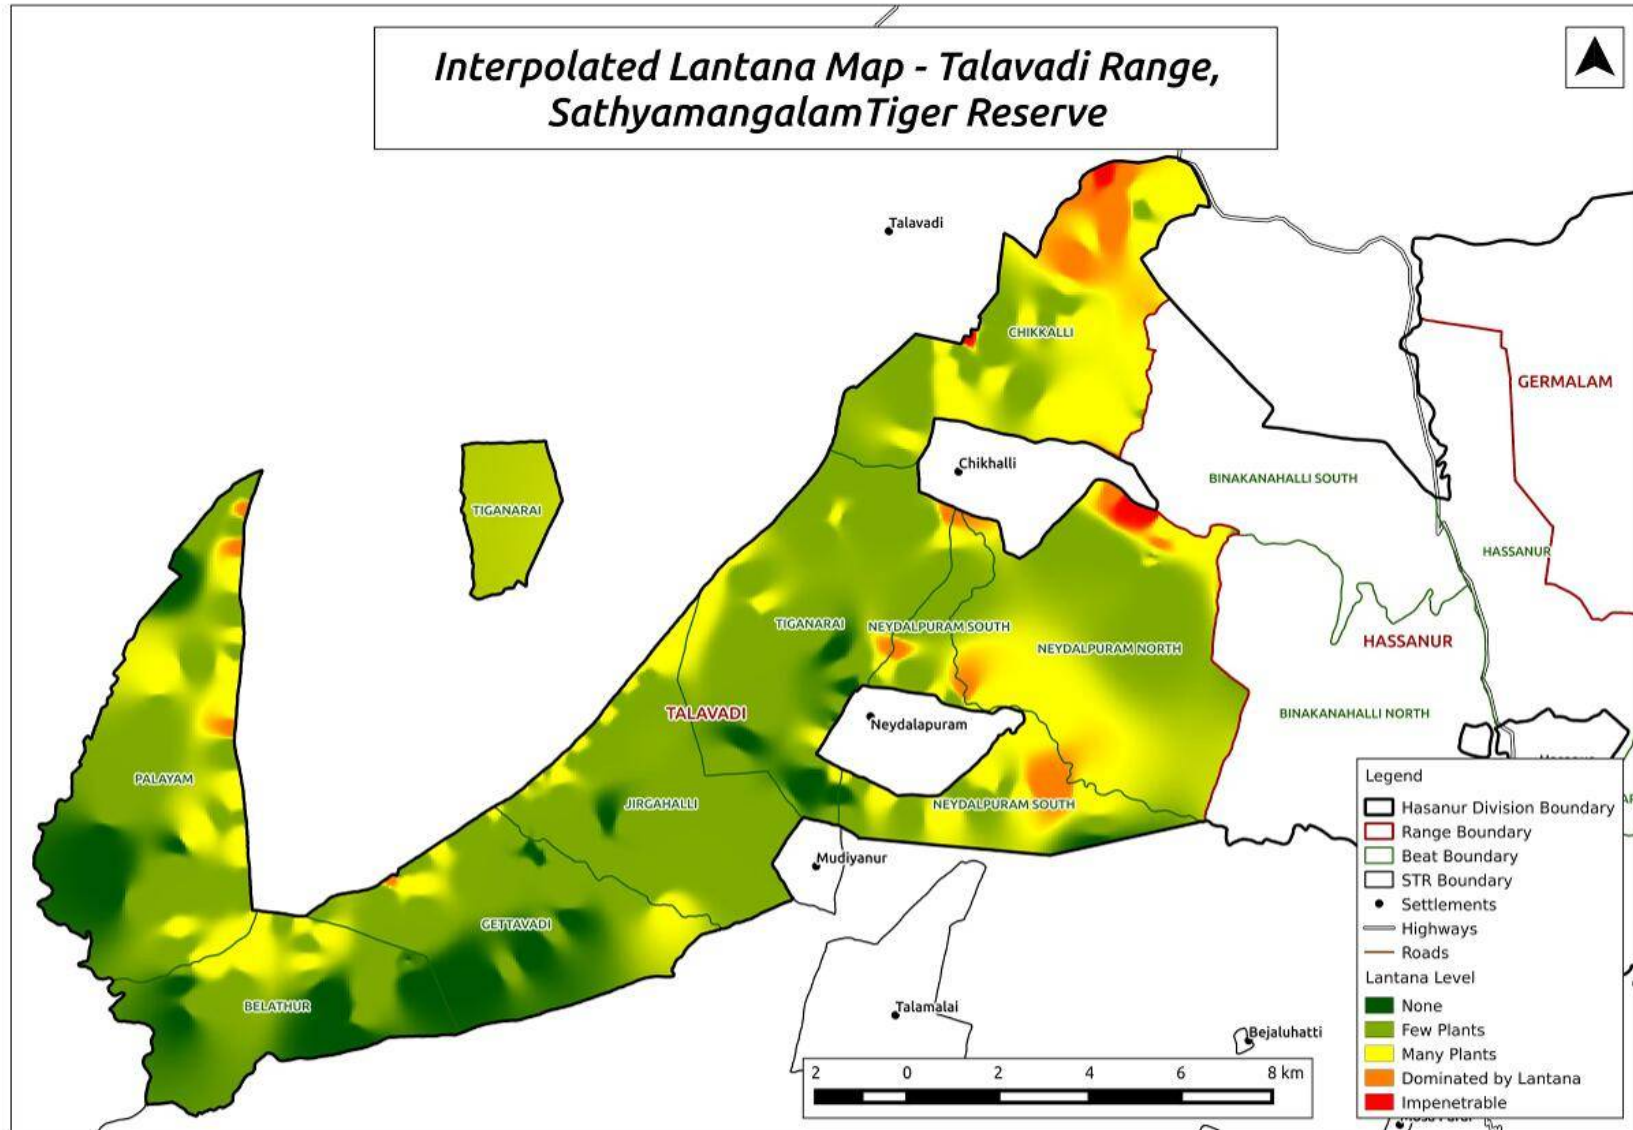 Interpolated Lantana Map - Talavadi Range,
SathyamangalamTiger Reserve
Talavadi
CHIKKALLI
GERMALAM
Chikhalli
BINAKANAHALLI SOUTH
TIGANARAI
HASSANUR
TIGANARAI
NEYDALPURAM SOUTH
NEYDALPURAM NORTH
HASSANUR
TALAVADI
BINAKANAHALLI NORTH
Neydalapuram
PALAYAM
JIRGAHALLI
NEYDALPURAM SOUTH
Mudiyanur
GETTAVADI
BELATHUR
Talamalai
Bejaluhatti
2 0 2 4 6 8 km
Legend
Hasanur Division Boundary
Range Boundary
Beat Boundary
STR Boundary
Settlements
Highways
Roads
Lantana Level
None
Few Plants
Many Plants
Dominated by Lantana
Impenetrable